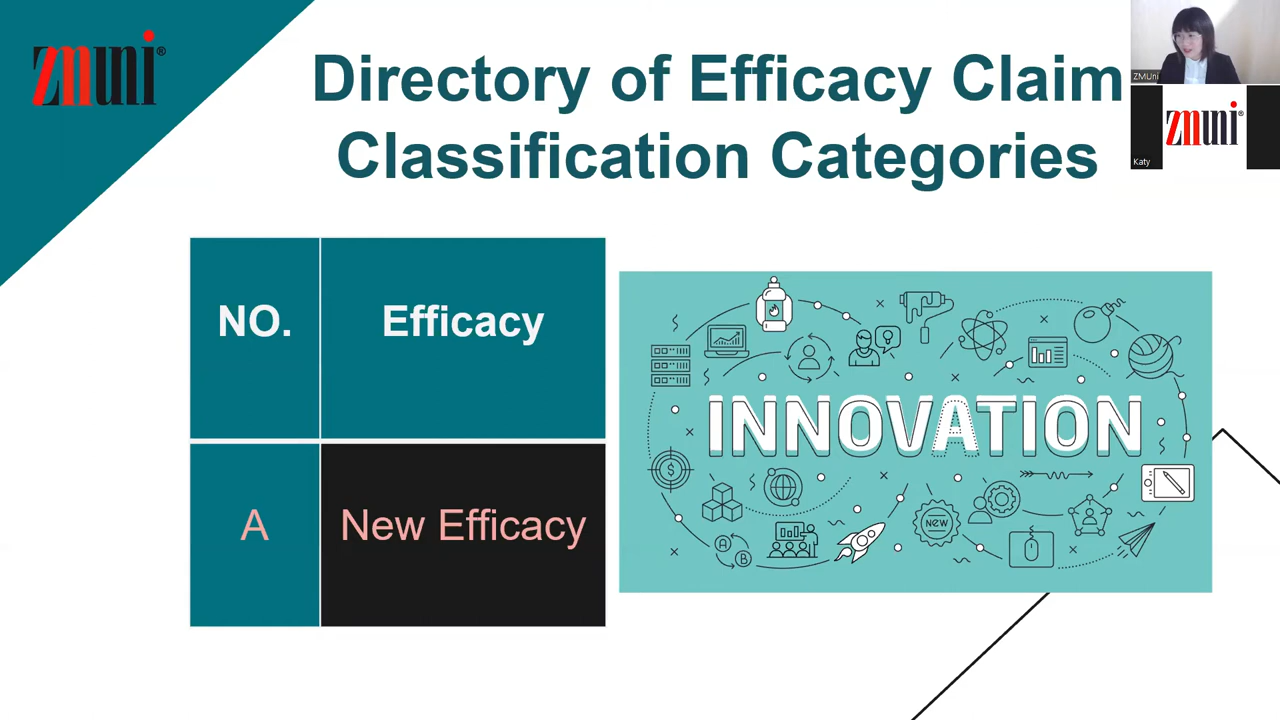 zmuni®
Directory of Efficacy Claim
Classification Categories
ZMUni
zmuni®
Katy
NO.
Efficacy
A
New Efficacy
INNOVATION
NEW
A
B